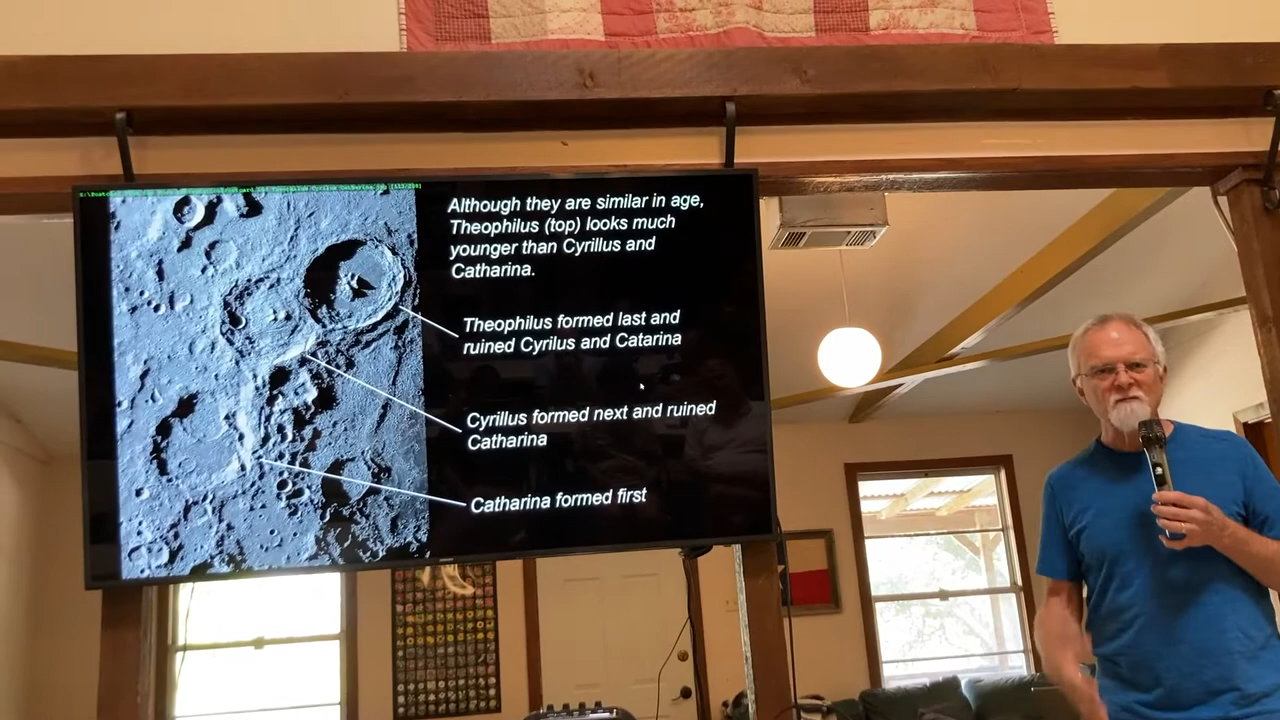 Although they are similar in age,
Theophilus (top) looks much
younger than Cyrillus and
Catharina.
Theophilus formed last and
ruined Cyrilus and Catarina
Cyrillus formed next and ruined
Catharina
Catharina formed first